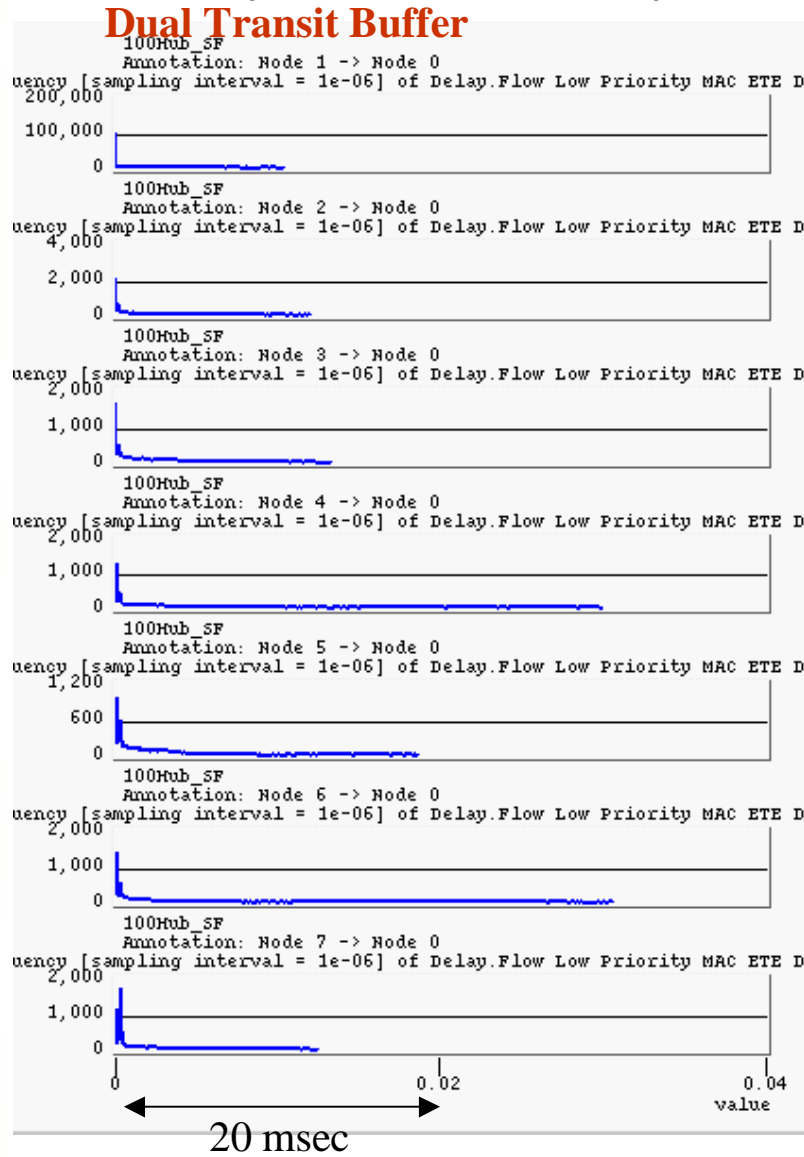 Dual Transit Buffer
100Hub_SF
Annotation: Node 1 -> Node 0
uency [sampling interval = 1e-06] of Delay.Flow Low Priority MAC ETE D
200,000
100,000
0
100Hub_SF
Annotation: Node 2 -> Node 0
uency [sampling interval = 1e-06] of Delay.Flow Low Priority MAC ETE D
4,000
2,000
0
100Hub_SF
Annotation: Node 3 -> Node 0
uency [sampling interval = 1e-06] of Delay.Flow Low Priority MAC ETE D
2,000
1,000
0
100Hub_SF
Annotation: Node 4 -> Node 0
uency [sampling interval = 1e-06] of Delay.Flow Low Priority MAC ETE D
2,000
1,000
0
100Hub_SF
Annotation: Node 5 -> Node 0
uency [sampling interval = 1e-06] of Delay.Flow Low Priority MAC ETE D
1,200
600
0
100Hub_SF
Annotation: Node 6 -> Node 0
uency [sampling interval = 1e-06] of Delay.Flow Low Priority MAC ETE D
2,000
1,000
0
100Hub_SF
Annotation: Node 7 -> Node 0
uency [sampling interval = 1e-06] of Delay.Flow Low Priority MAC ETE D
2,000
1,000
0
0 0.02 0.04
value
20 msec